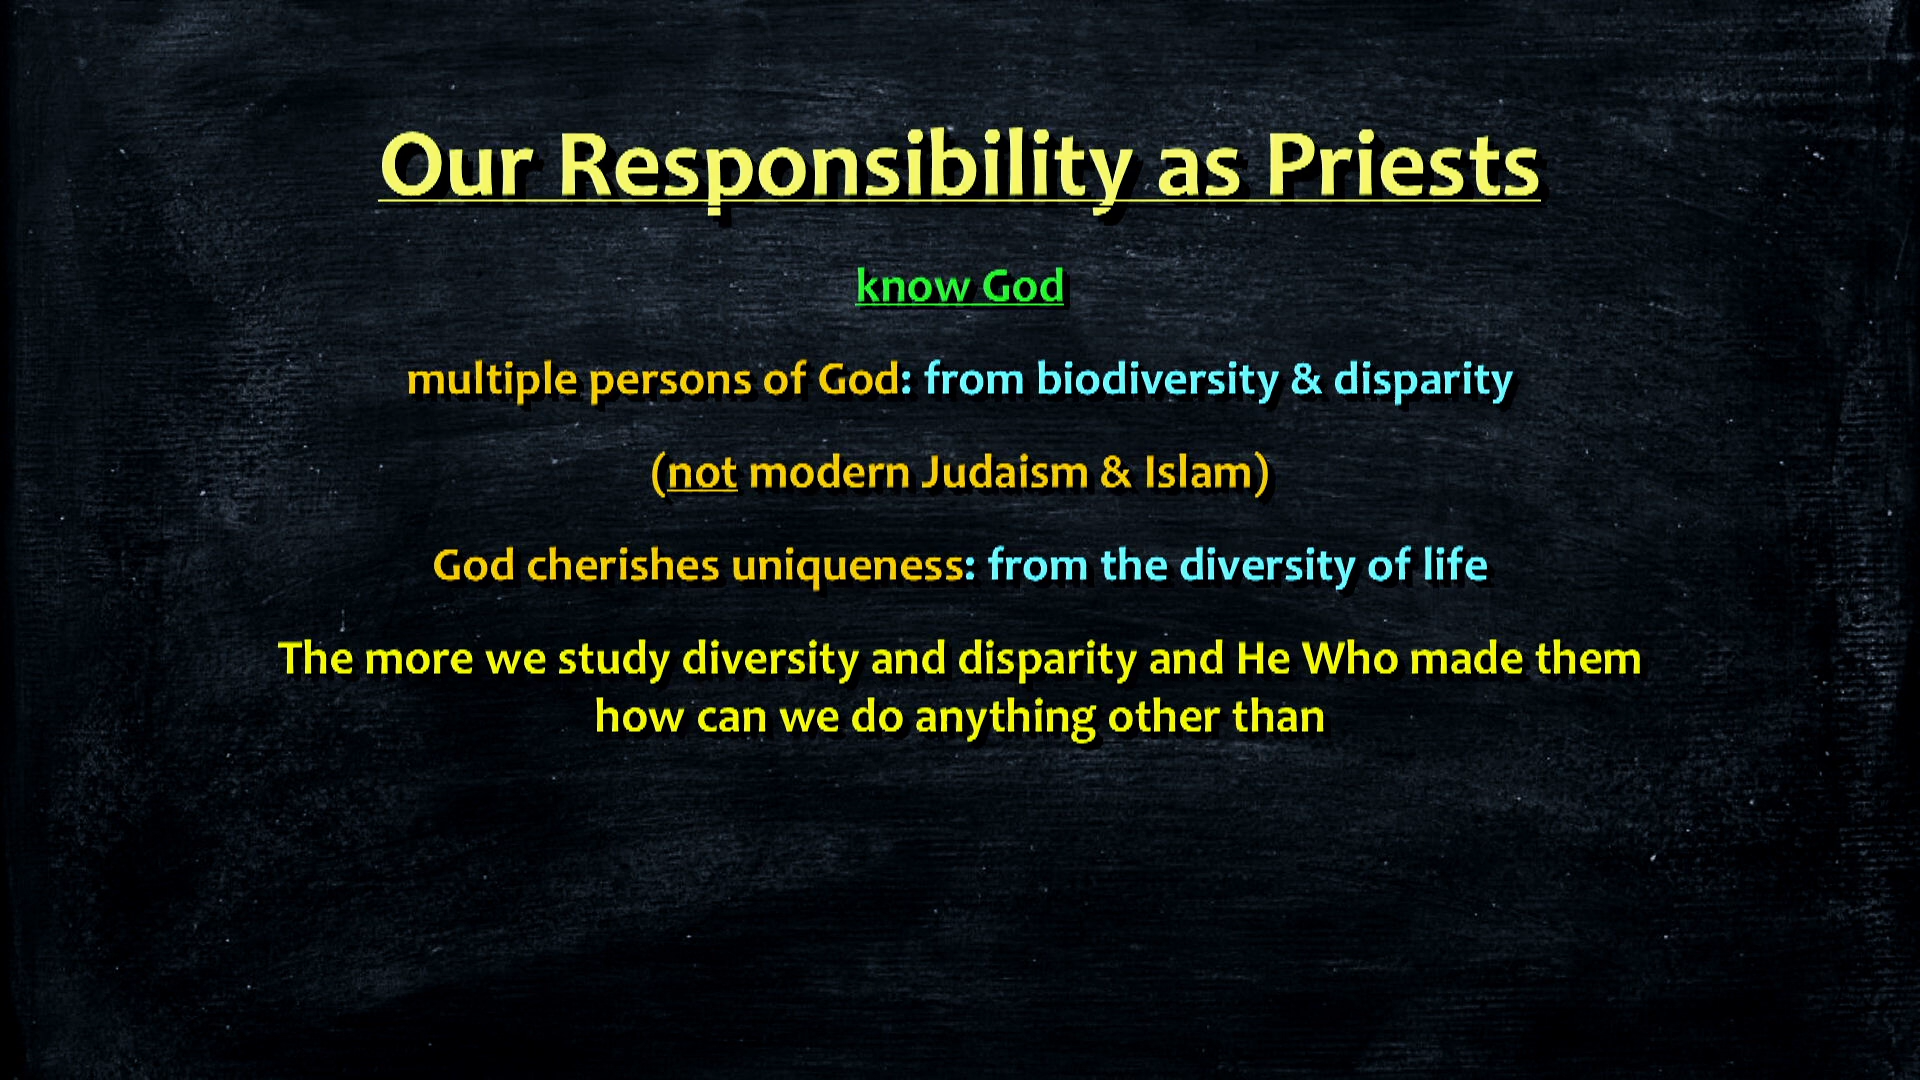 Our Responsibility as Priests
know God
multiple persons of God: from biodiversity & disparity
(not modern Judaism & Islam)
God cherishes uniqueness: from the diversity of life
The more we study diversity and disparity and He Who made them
how can we do anything other than